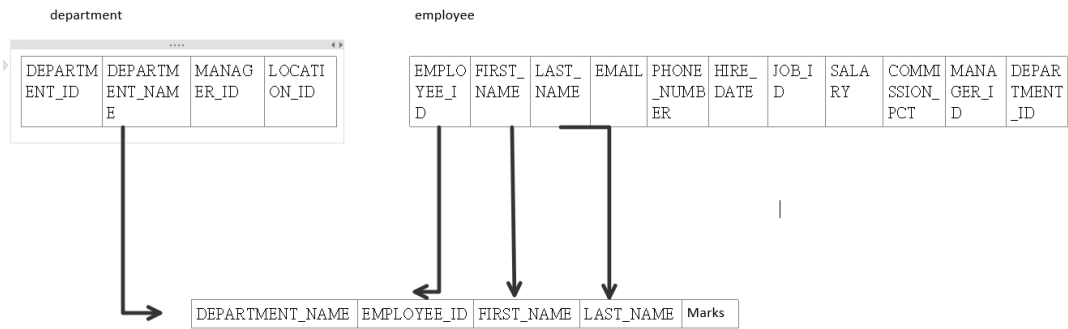 department
employee
DEPARTM
ENT_ID
DEPARTM
ENT_NAM
E
MANAG
ER_ID
LOCATI
ON_ID
EMPLO
YEE_I
D
FIRST_
NAME
LAST_
NAME
EMAIL
PHONE
_NUMB
ER
HIRE_
DATE
JOB_I
D
SALA
RY
COMMI
SSION_
PCT
MANA
GER_I
D
DEPAR
TMENT
_ID
DEPARTMENT_NAME EMPLOYEE_ID FIRST_NAME LAST_NAME Marks